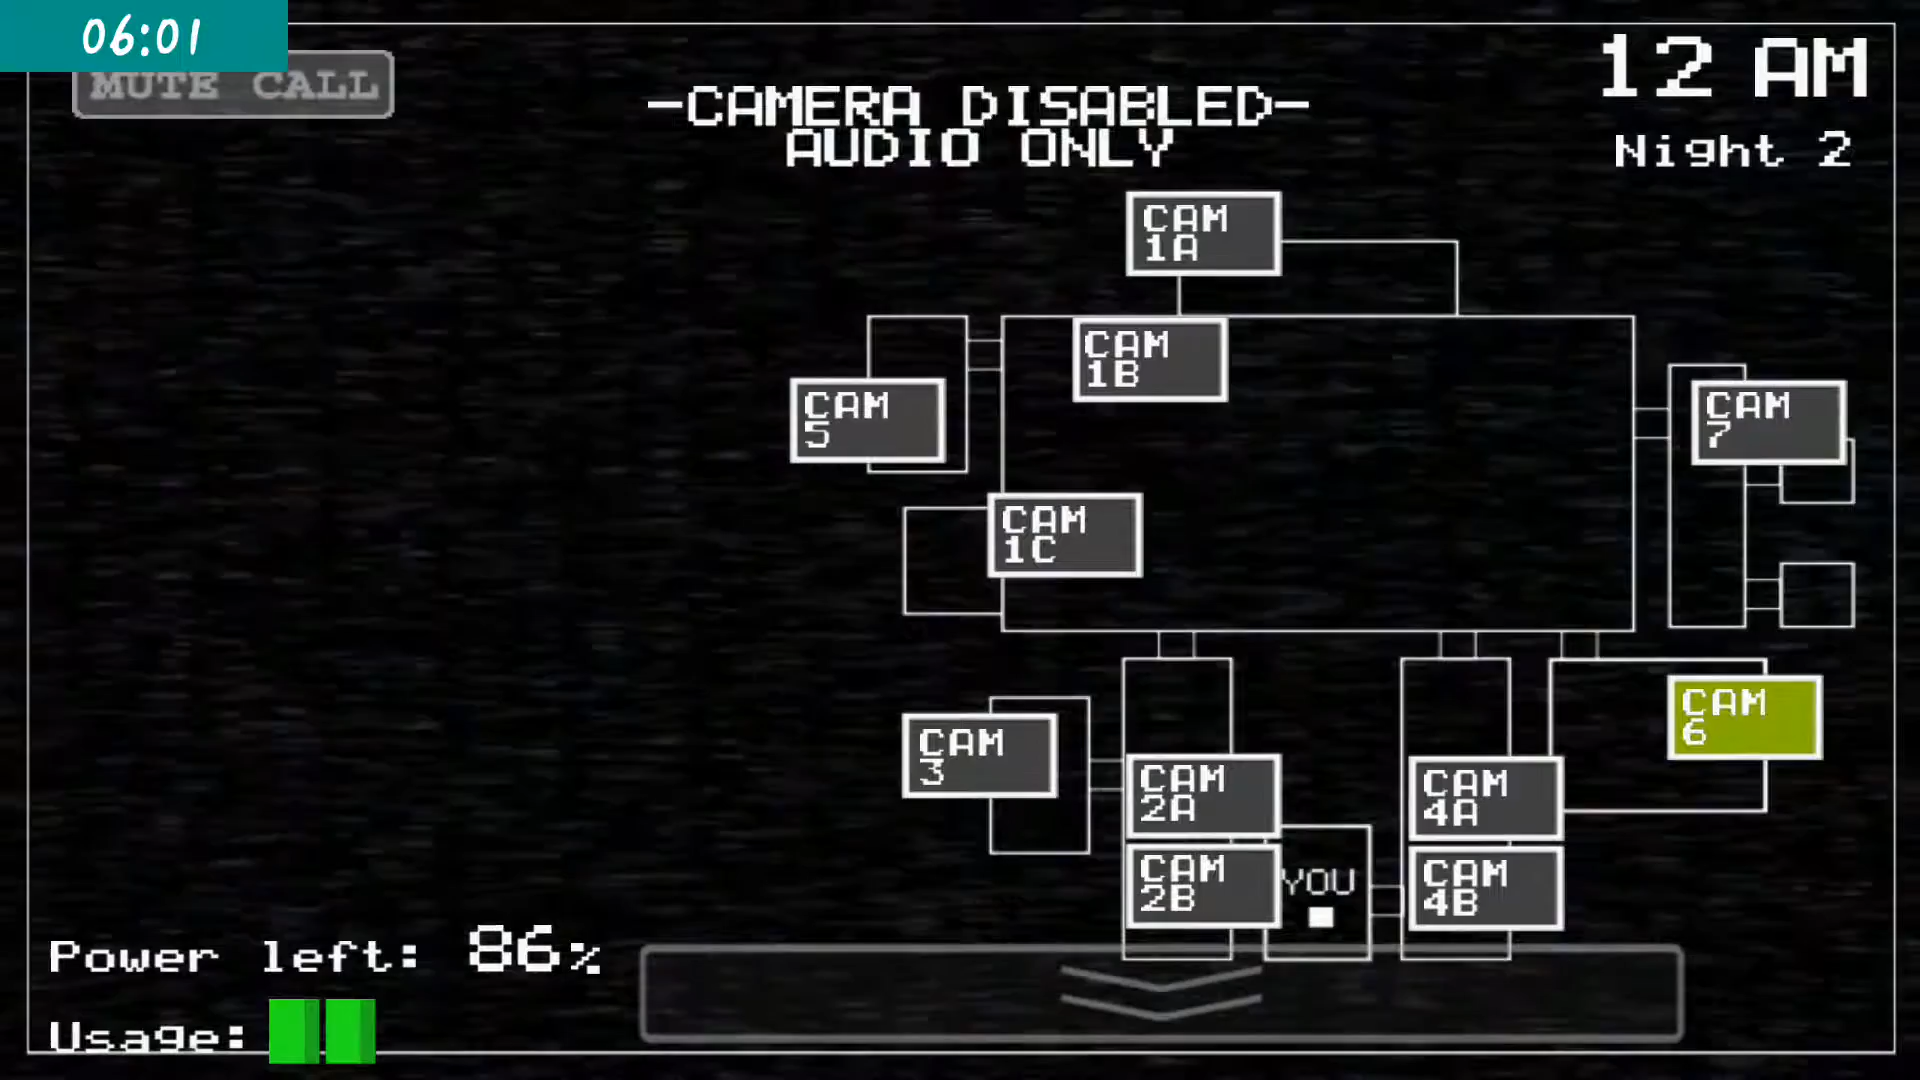 06:01
MUTE CALL
12 AM
-CAMERA DISABLED-
AUDIO ONLY
Night 2
CAM
1A
CAM
1B
CAM
5
CAM
7
CAM
1C
CAM
6
CAM
3
CAM
2A
CAM
4A
CAM
2B
YOU
CAM
4B
Power left: 86%
Usage: